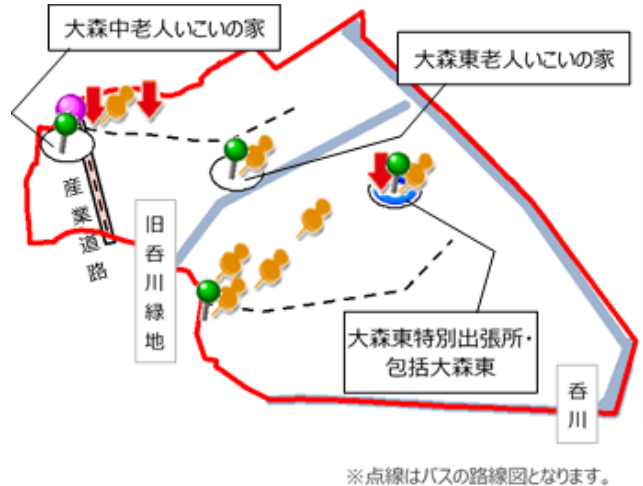 大森中老人いこいの家
大森東老人いこいの家
産業道路
旧呑川緑地
大森東特別出張所・
包括大森東
呑川
※点線はバスの路線図となります。